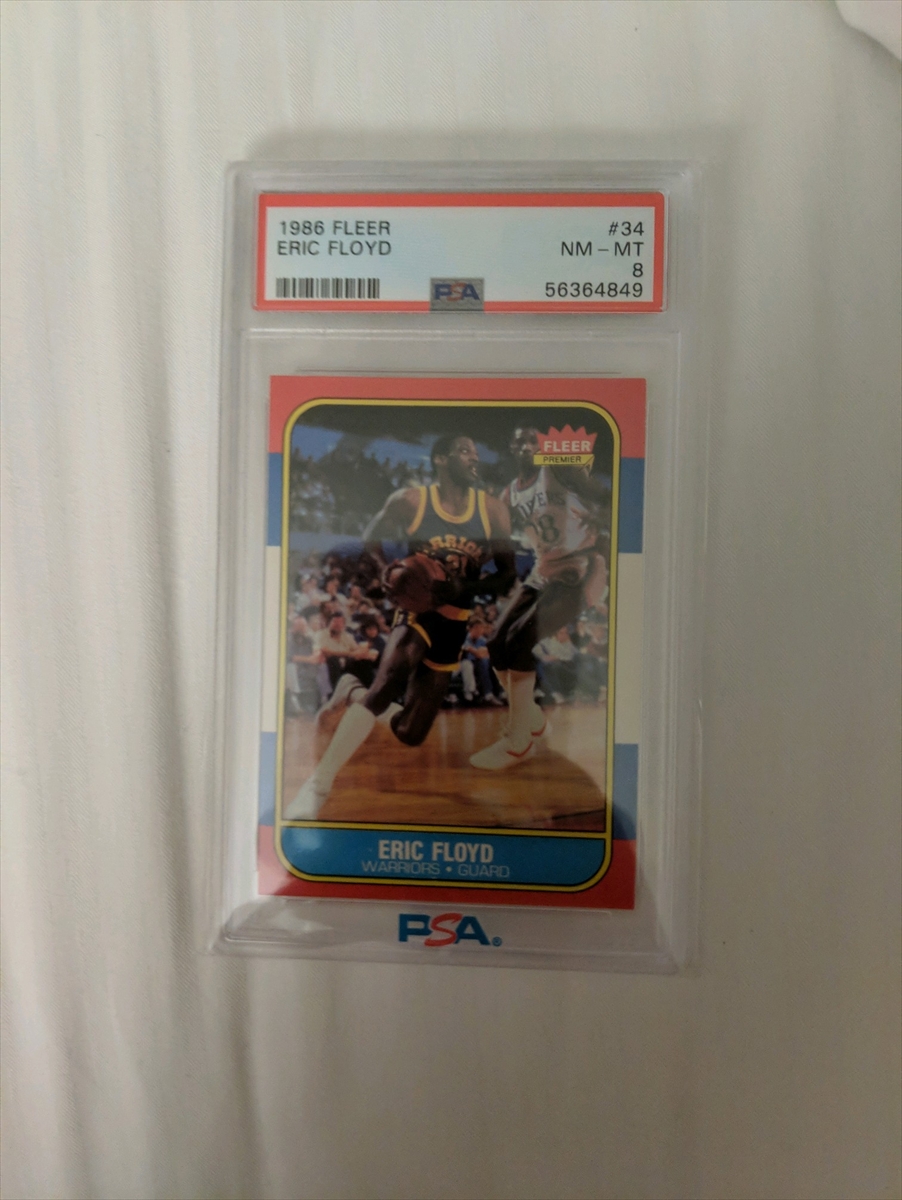 1986 FLEER #34
ERIC FLOYD NM - MT
8
PSA 56364849
FLEER
PREMIER
ERIC FLOYD
WARRIORS • GUARD
PSA®